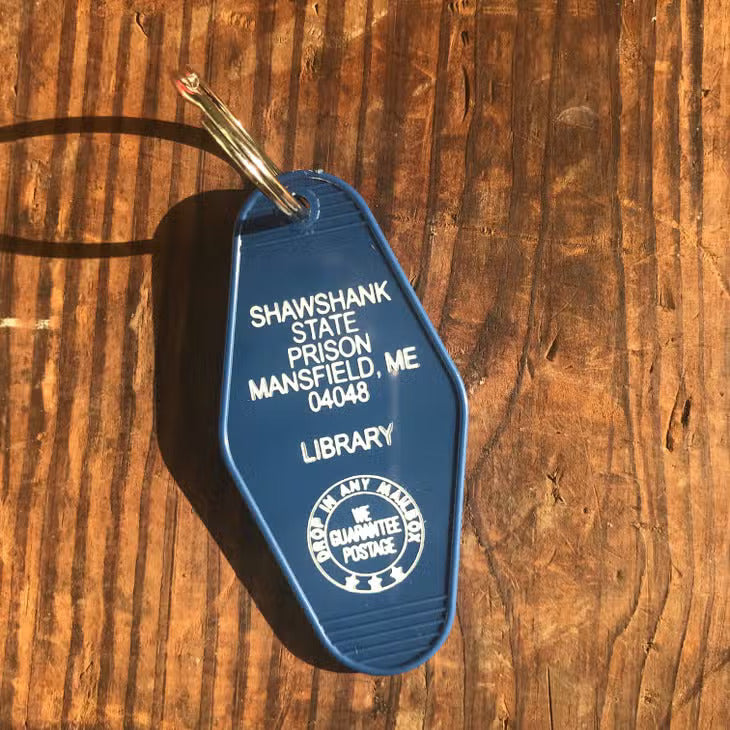 SHAWSHANK
STATE
PRISON
MANSFIELD, ME
04048
LIBRARY
DROP IN ANY MAILBOX
WE
GUARANTEE
POSTAGE